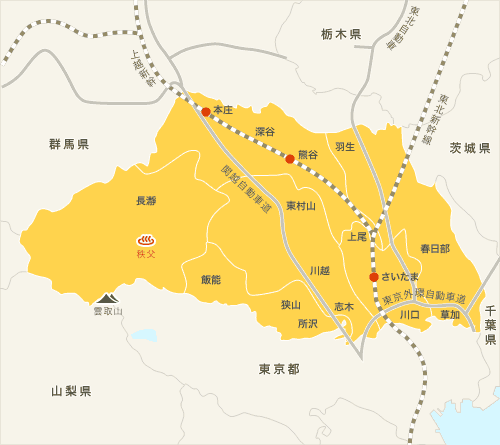 栃木県
東北自動車
上越新幹
東北新幹線
本庄
深谷
羽生
群馬県
茨城県
熊谷
関越自動車道
長瀞
東村山
上尾
春日部
秩父
飯能
川越
さいたま
東京外環自動車道
雲取山
狭山
志木
川口
草加
所沢
千葉県
東京都
山梨県